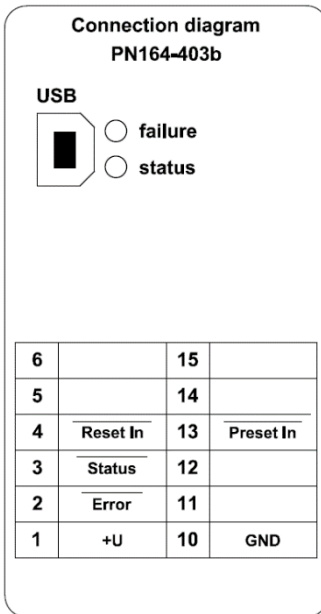 Connection diagram
PN164-403b
USB
failure
status
6 15
5 14
4 Reset In 13 Preset In
3 Status 12
2 Error 11
1 +U 10 GND